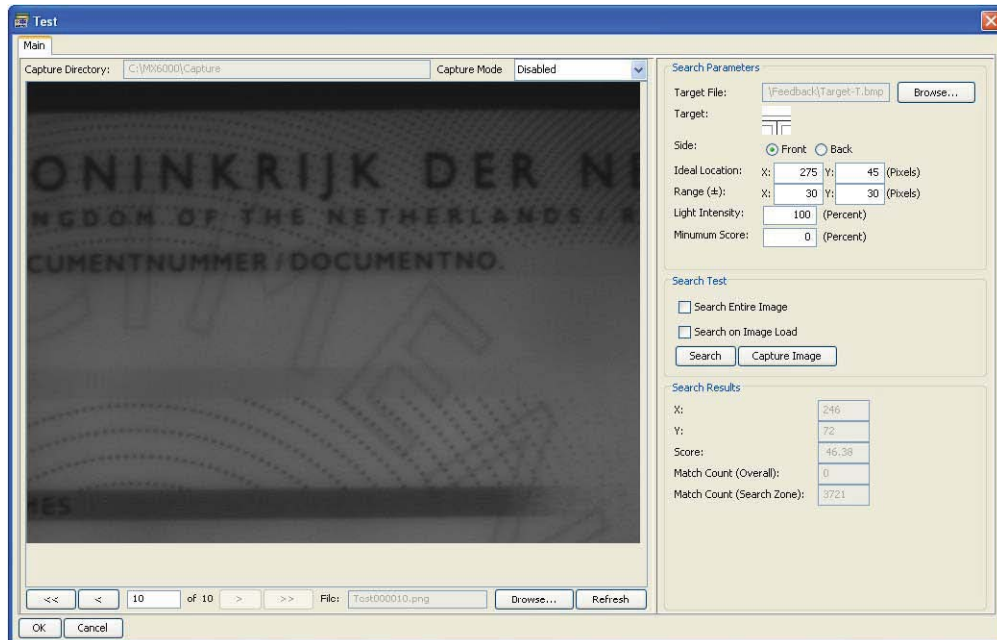 Test
Main
Capture Directory: C:\MX6000\Capture Capture Mode Disabled
ONINKRIJK DER NE
NGDOM OF THE NETHERLANDS / R
CUMENTNUMMER / DOCUMENTNO.
MES
<< < 10 of 10 > >> File: Test000010.png Browse... Refresh
OK Cancel
Search Parameters
Target File: \Feedback\Target-T.bmp Browse...
Target:
Side: Front Back
Ideal Location: X: 275 Y: 45 (Pixels)
Range (±): X: 30 Y: 30 (Pixels)
Light Intensity: 100 (Percent)
Minumum Score: 0 (Percent)
Search Test
Search Entire Image
Search on Image Load
Search Capture Image
Search Results
X: 246
Y: 72
Score: 46.38
Match Count (Overall): 0
Match Count (Search Zone): 3721